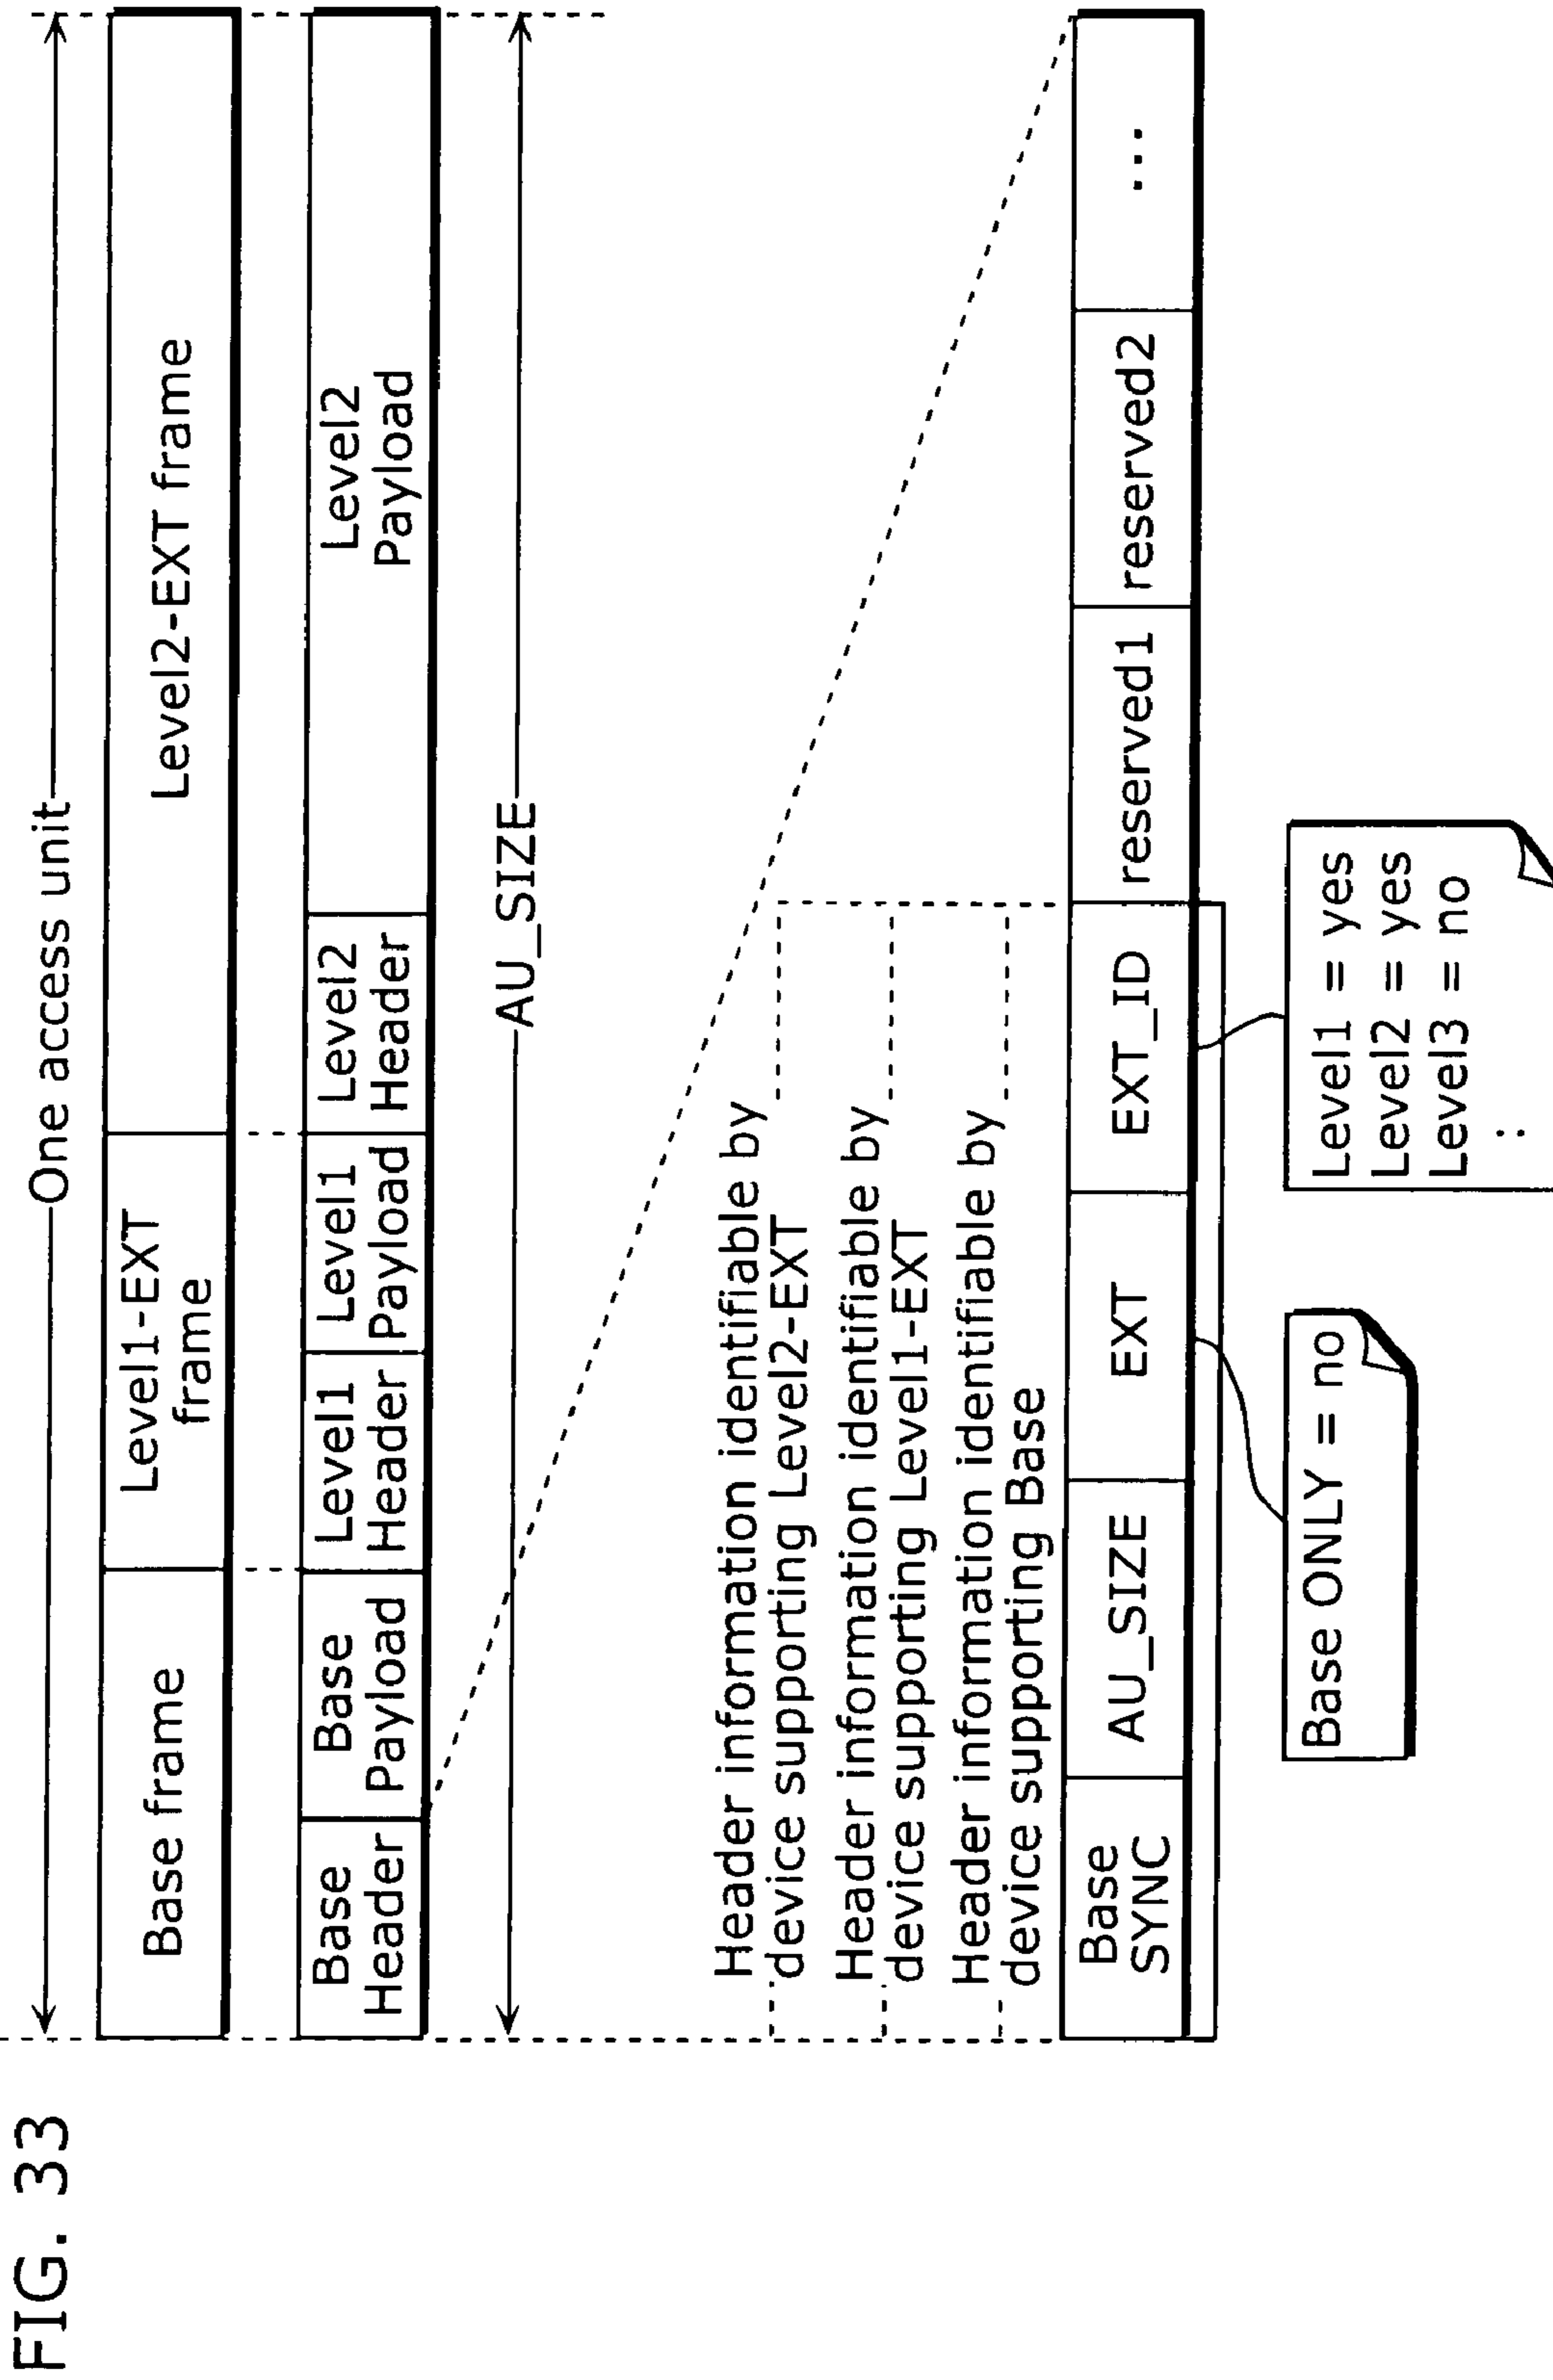 FIG. 33
One access unit
Base frame
Level1-EXT
frame
Level2-EXT frame
Base
Header
Base
Payload
Level1
Header
Level1
Payload
Level2
Header
Level2
Payload
AU_SIZE
Header information identifiable by
device supporting Level2-EXT
Header information identifiable by
device supporting Level1-EXT
Header information identifiable by
device supporting Base
Base
SYNC
AU_SIZE
EXT
EXT_ID
reserved1
reserved2
...
Base ONLY = no
Level1 = yes
Level2 = yes
Level3 = no
: